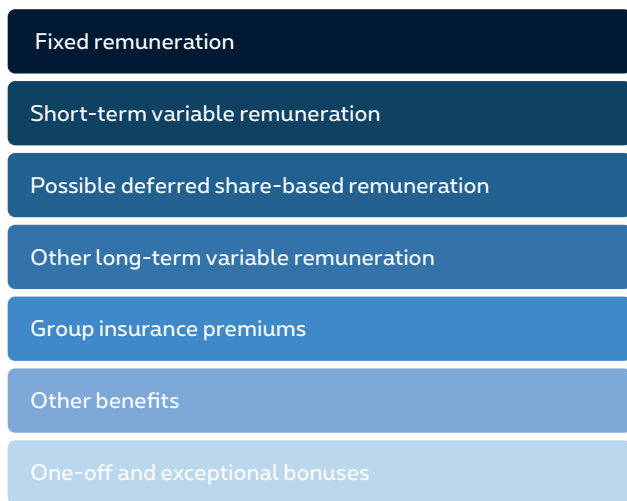 Fixed remuneration
Short-term variable remuneration
Possible deferred share-based remuneration
Other long-term variable remuneration
Group insurance premiums
Other benefits
One-off and exceptional bonuses